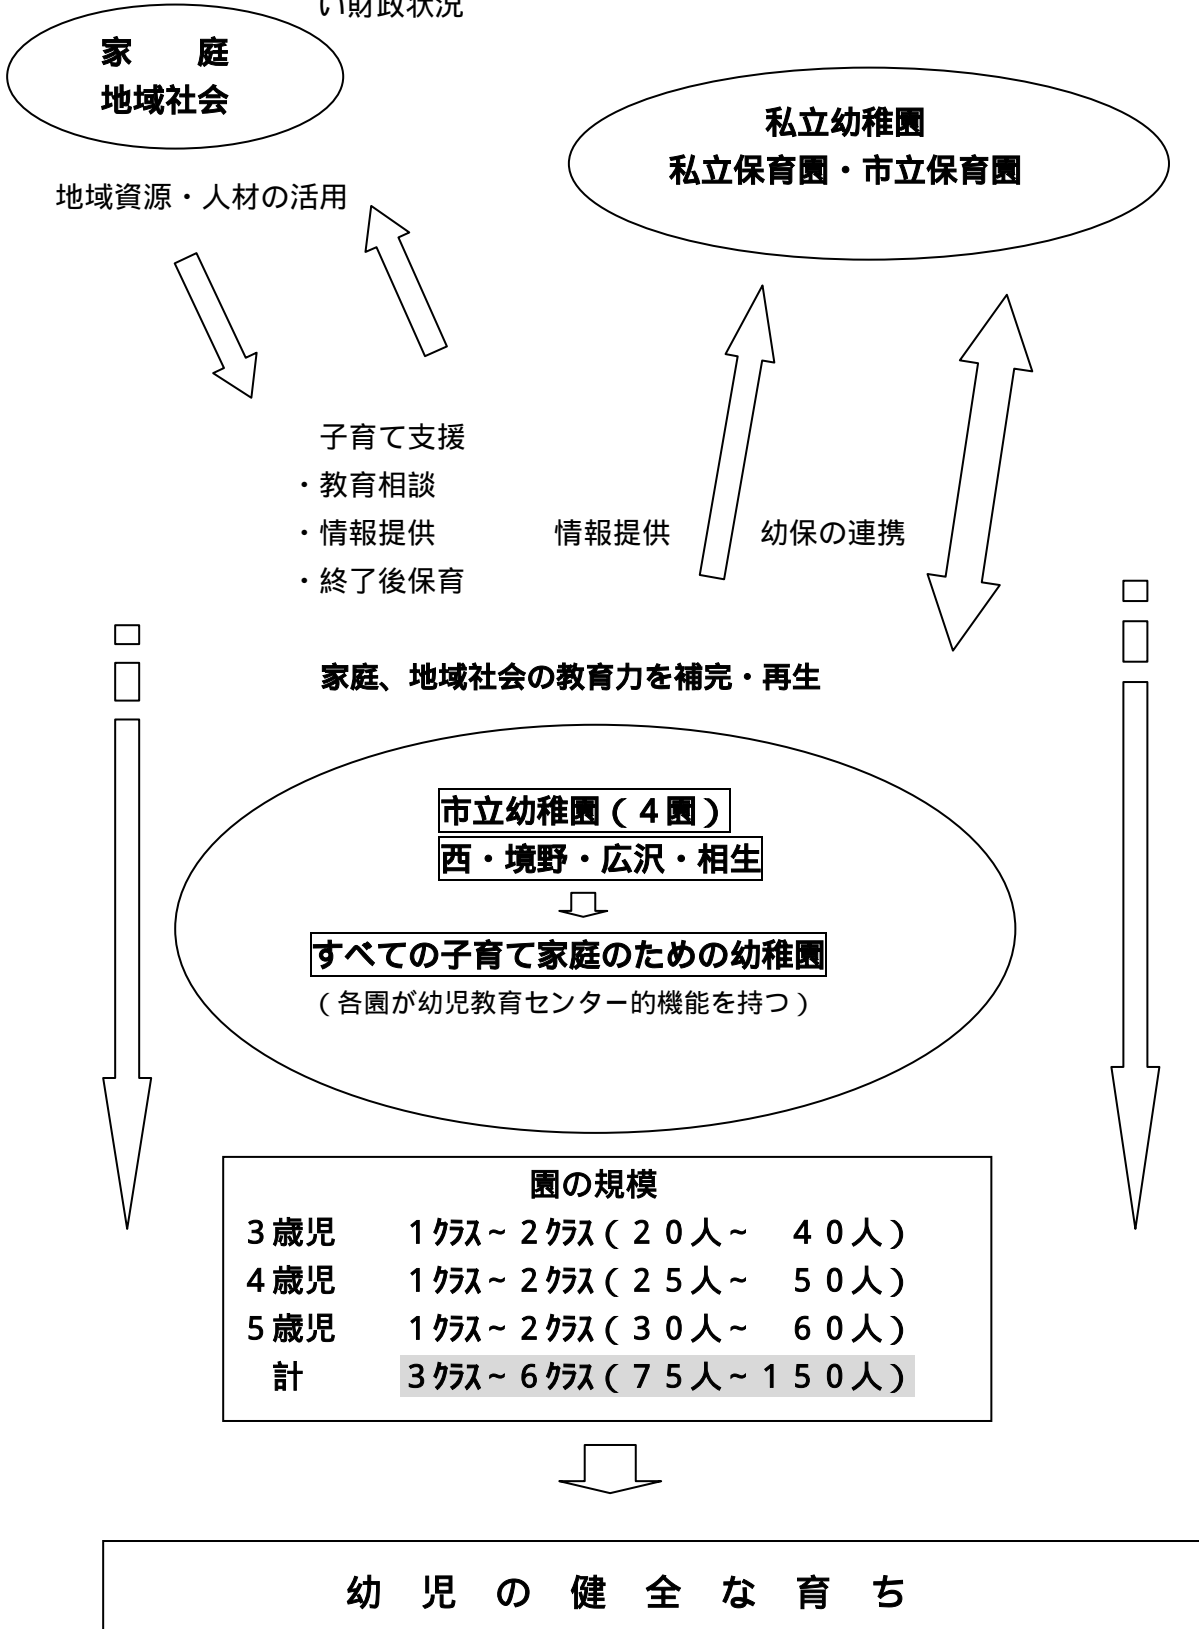 い財政状況
家　　庭
地域社会
私立幼稚園
私立保育園・市立保育園
地域資源・人材の活用
子育て支援
・教育相談
・情報提供
・終了後保育
情報提供
幼保の連携
家庭、地域社会の教育力を補完・再生
市立幼稚園（４園）
西・境野・広沢・相生
すべての子育て家庭のための幼稚園
（各園が幼児教育センター的機能を持つ）
園の規模
３歳児　　１ｸﾗｽ～２ｸﾗｽ（２０人～　４０人）
４歳児　　１ｸﾗｽ～２ｸﾗｽ（２５人～　５０人）
５歳児　　１ｸﾗｽ～２ｸﾗｽ（３０人～　６０人）
計　　　３ｸﾗｽ～６ｸﾗｽ（７５人～１５０人）
幼　児　の　健　全　な　育　ち